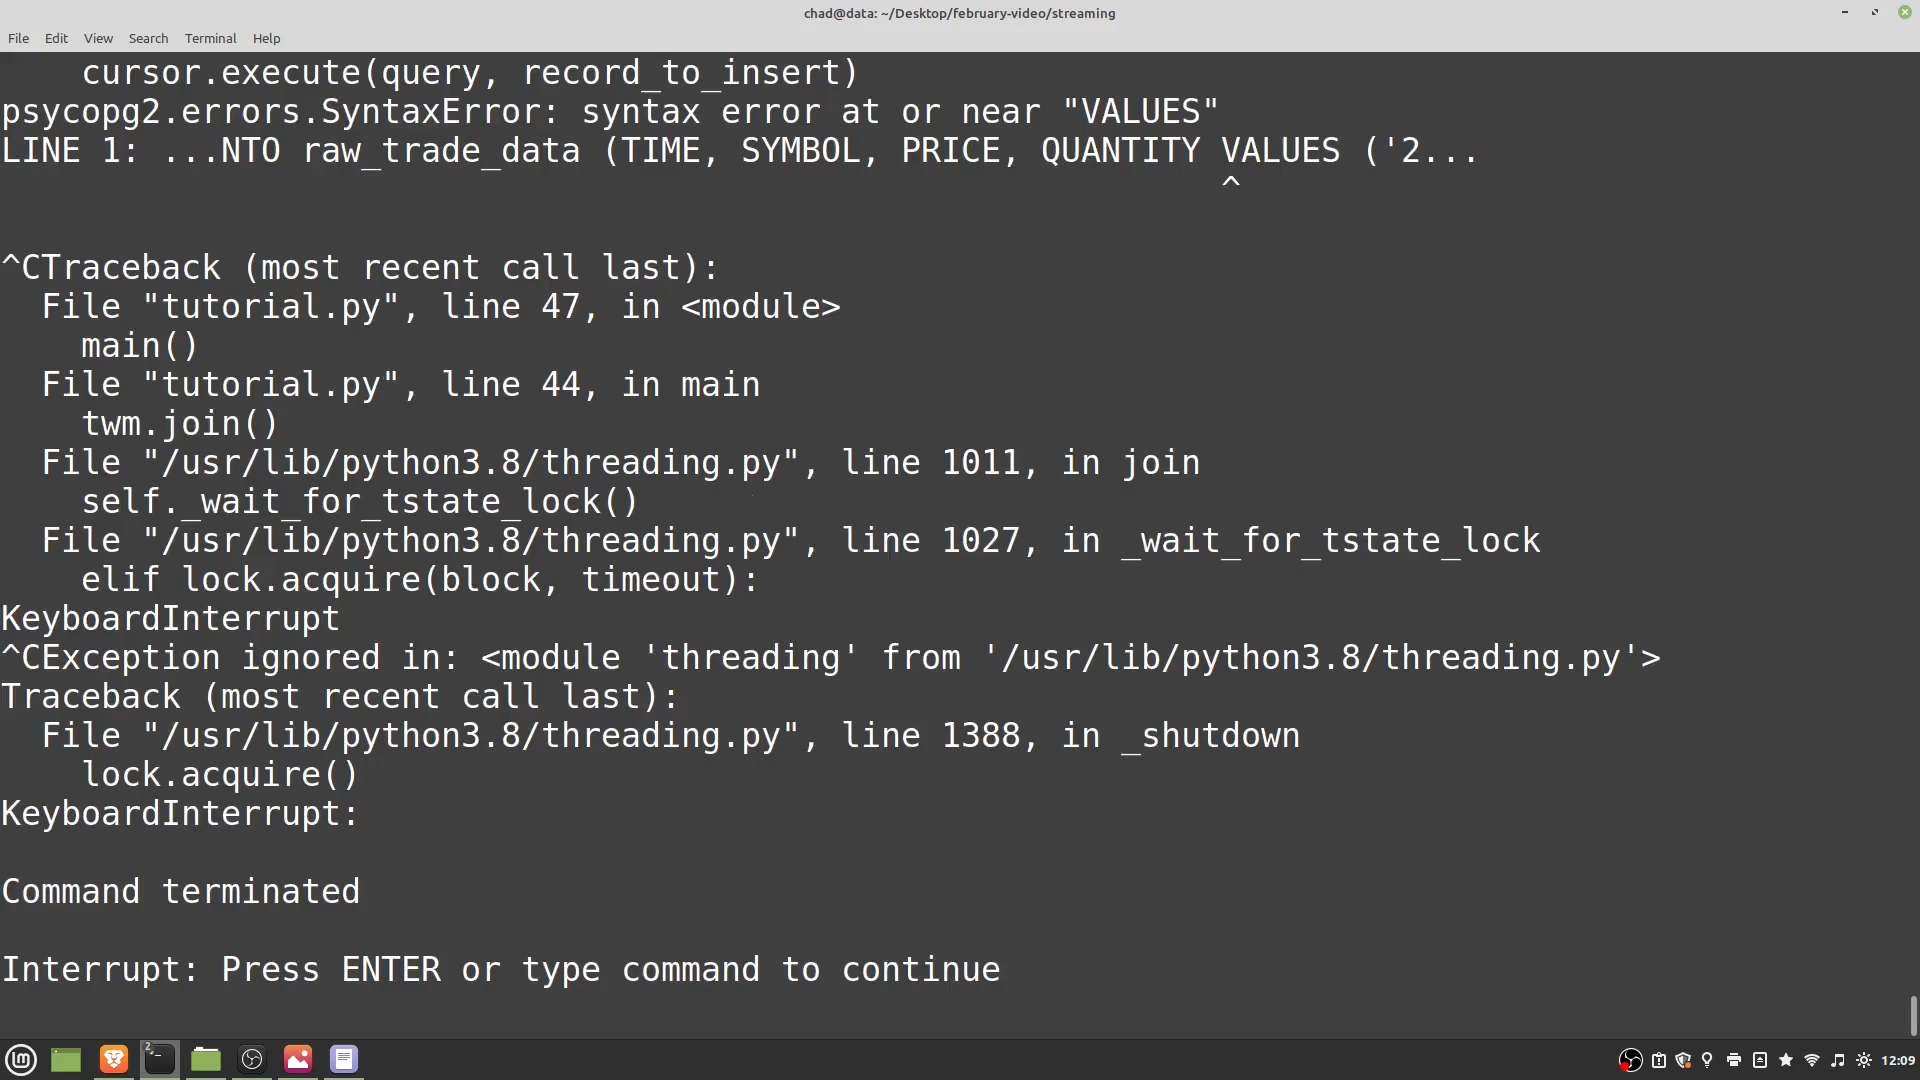 chad@data: ~/Desktop/february-video/streaming
File Edit View Search Terminal Help
    cursor.execute(query, record_to_insert)
psycopg2.errors.SyntaxError: syntax error at or near "VALUES"
LINE 1: ...NTO raw_trade_data (TIME, SYMBOL, PRICE, QUANTITY VALUES ('2...
                                                             ^
^CTraceback (most recent call last):
  File "tutorial.py", line 47, in <module>
    main()
  File "tutorial.py", line 44, in main
    twm.join()
  File "/usr/lib/python3.8/threading.py", line 1011, in join
    self._wait_for_tstate_lock()
  File "/usr/lib/python3.8/threading.py", line 1027, in _wait_for_tstate_lock
    elif lock.acquire(block, timeout):
KeyboardInterrupt
^CException ignored in: <module 'threading' from '/usr/lib/python3.8/threading.py'>
Traceback (most recent call last):
  File "/usr/lib/python3.8/threading.py", line 1388, in _shutdown
    lock.acquire()
KeyboardInterrupt:
Command terminated
Interrupt: Press ENTER or type command to continue
2
12:09